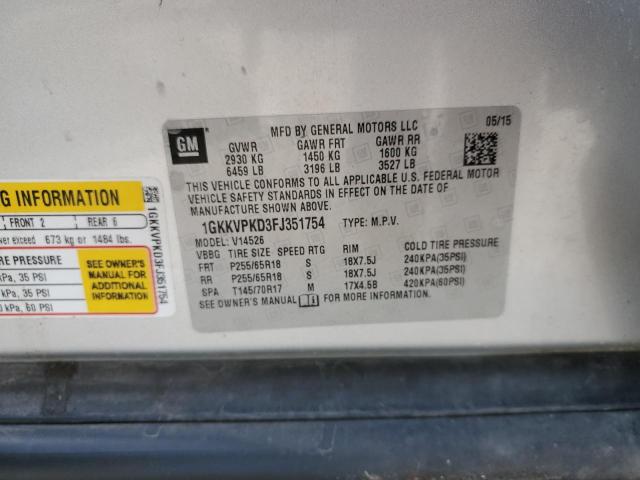 GM
MFD BY GENERAL MOTORS LLC
05/15
GVWR GAWR FRT GAWR RR
2930 KG 1450 KG 1600 KG
6459 LB 3196 LB 3527 LB
THIS VEHICLE CONFORMS TO ALL APPLICABLE U.S. FEDERAL MOTOR
VEHICLE SAFETY STANDARDS IN EFFECT ON THE DATE OF
MANUFACTURE SHOWN ABOVE.
1GKKVPKD3FJ351754 TYPE: M.P.V.
MODEL: V14526
VBBG TIRE SIZE SPEED RTG RIM COLD TIRE PRESSURE
FRT P255/65R18 S 18X7.5J 240KPA(35PSI)
RR P255/65R18 S 18X7.5J 240KPA(35PSI)
SPA T145/70R17 M 17X4.5B 420KPA(60PSI)
SEE OWNER'S MANUAL FOR MORE INFORMATION.
INFORMATION
FRONT 2 REAR 6
exceed 673 kg or 1484 lbs.
PRESSURE
kPa, 35 PSI
kPa, 35 PSI
kPa, 60 PSI
SEE OWNER'S
MANUAL FOR
ADDITIONAL
INFORMATION
1GKKVPKD3FJ351754